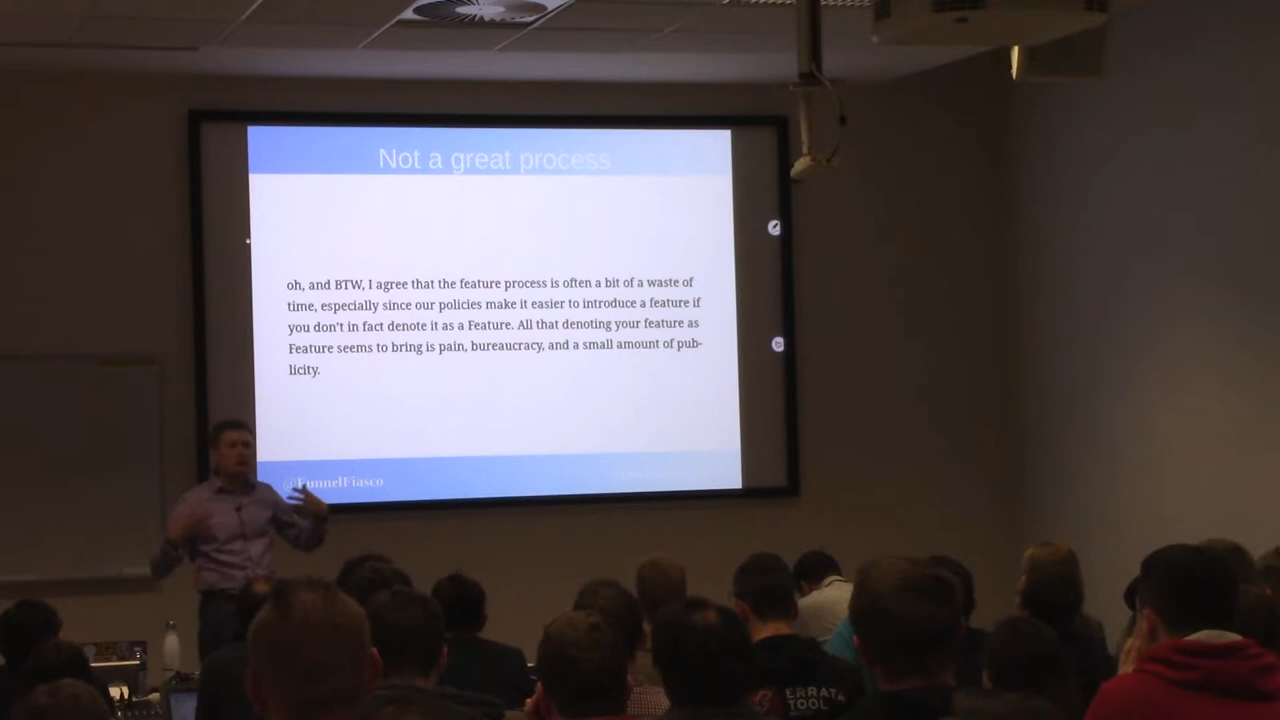 Not a great process
oh, and BTW, I agree that the feature process is often a bit of a waste of
time, especially since our policies make it easier to introduce a feature if
you don't in fact denote it as a Feature. All that denoting your feature as
Feature seems to bring is pain, bureaucracy, and a small amount of pub-
licity.
@FunnelFiasco
ERRATA
TOOL